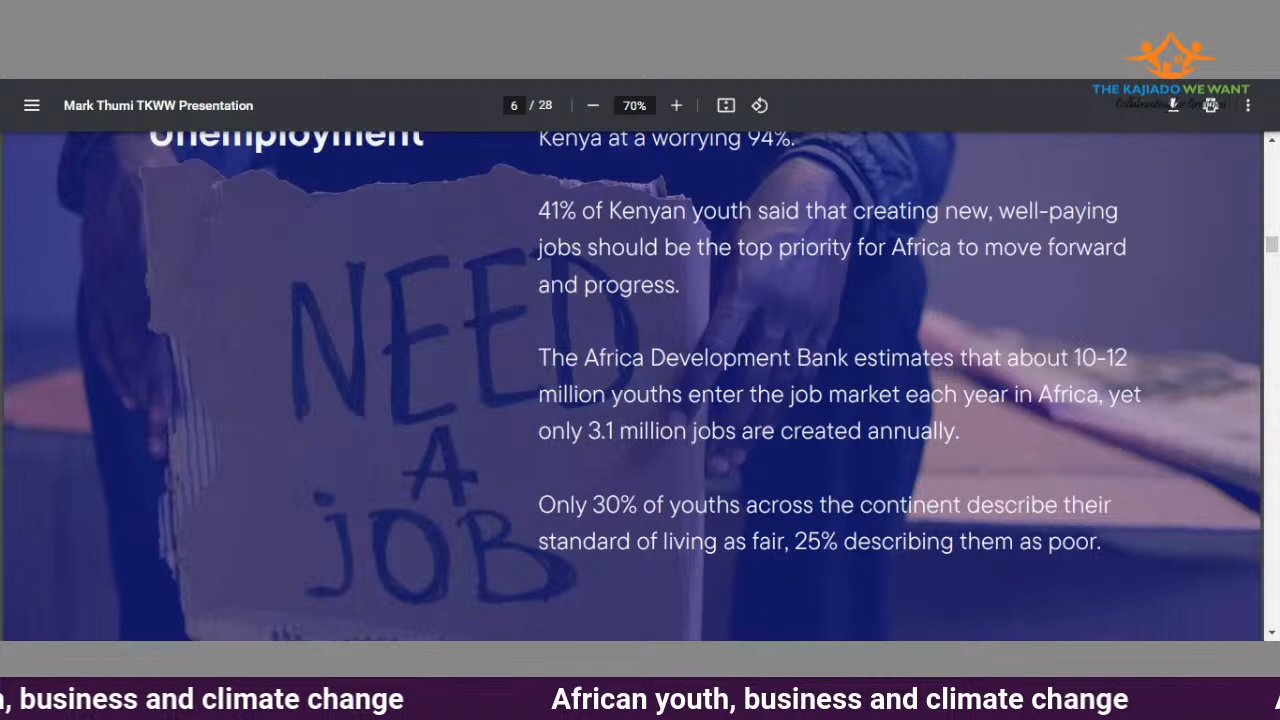 THE KAJIADO WE WANT
Mark Thumi TKWW Presentation
6 / 28
70%
Unemployment
Kenya at a worrying 94%.
41% of Kenyan youth said that creating new, well-paying
jobs should be the top priority for Africa to move forward
and progress.
The Africa Development Bank estimates that about 10-12
million youths enter the job market each year in Africa, yet
only 3.1 million jobs are created annually.
Only 30% of youths across the continent describe their
standard of living as fair, 25% describing them as poor.
NEED
A
jOB
, business and climate change
African youth, business and climate change